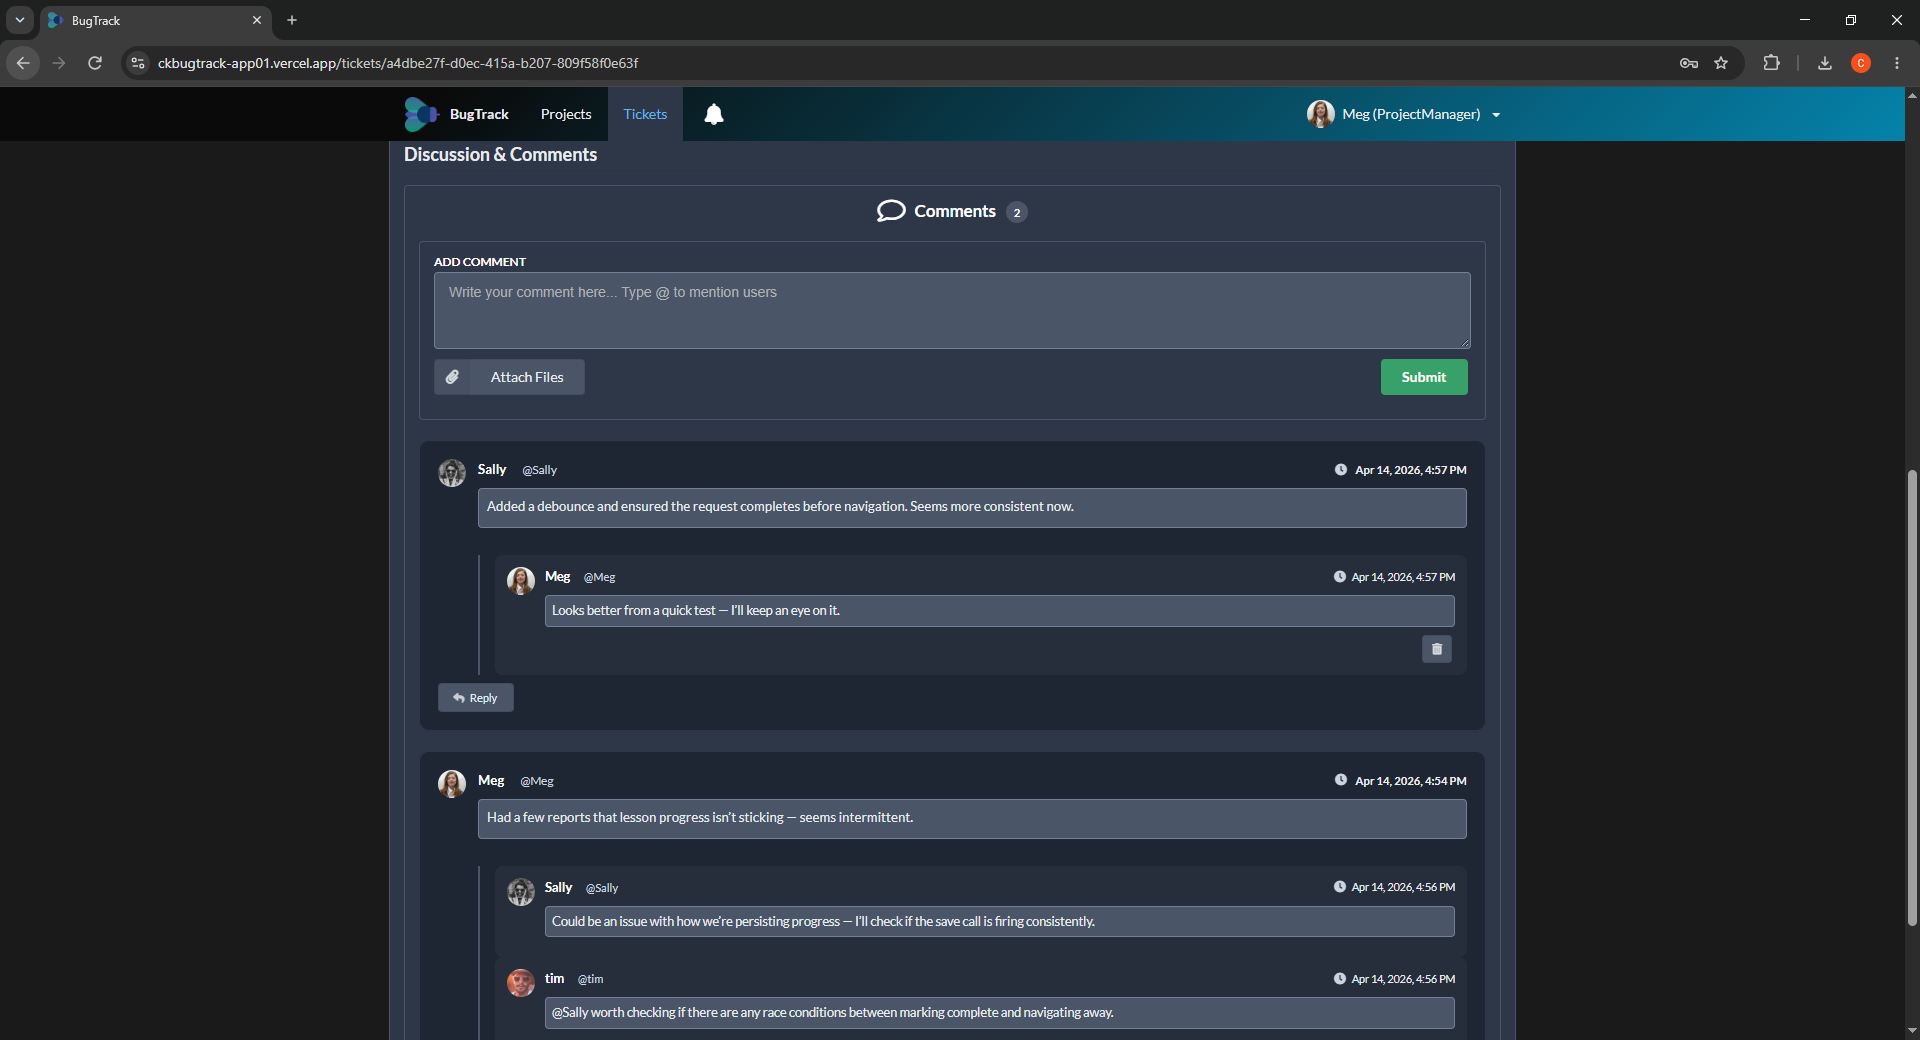 BugTrack
ckbugtrack-app01.vercel.app/tickets/a4dbe27f-d0ec-415a-b207-809f58f0e63f
C
BugTrack Projects Tickets Meg (ProjectManager)
Discussion & Comments
Comments 2
ADD COMMENT
Write your comment here... Type @ to mention users
Attach Files Submit
Sally @Sally Apr 14, 2026, 4:57 PM
Added a debounce and ensured the request completes before navigation. Seems more consistent now.
Meg @Meg Apr 14, 2026, 4:57 PM
Looks better from a quick test — I'll keep an eye on it.
Reply
Meg @Meg Apr 14, 2026, 4:54 PM
Had a few reports that lesson progress isn't sticking — seems intermittent.
Sally @Sally Apr 14, 2026, 4:56 PM
Could be an issue with how we're persisting progress — I'll check if the save call is firing consistently.
tim @tim Apr 14, 2026, 4:56 PM
@Sally worth checking if there are any race conditions between marking complete and navigating away.